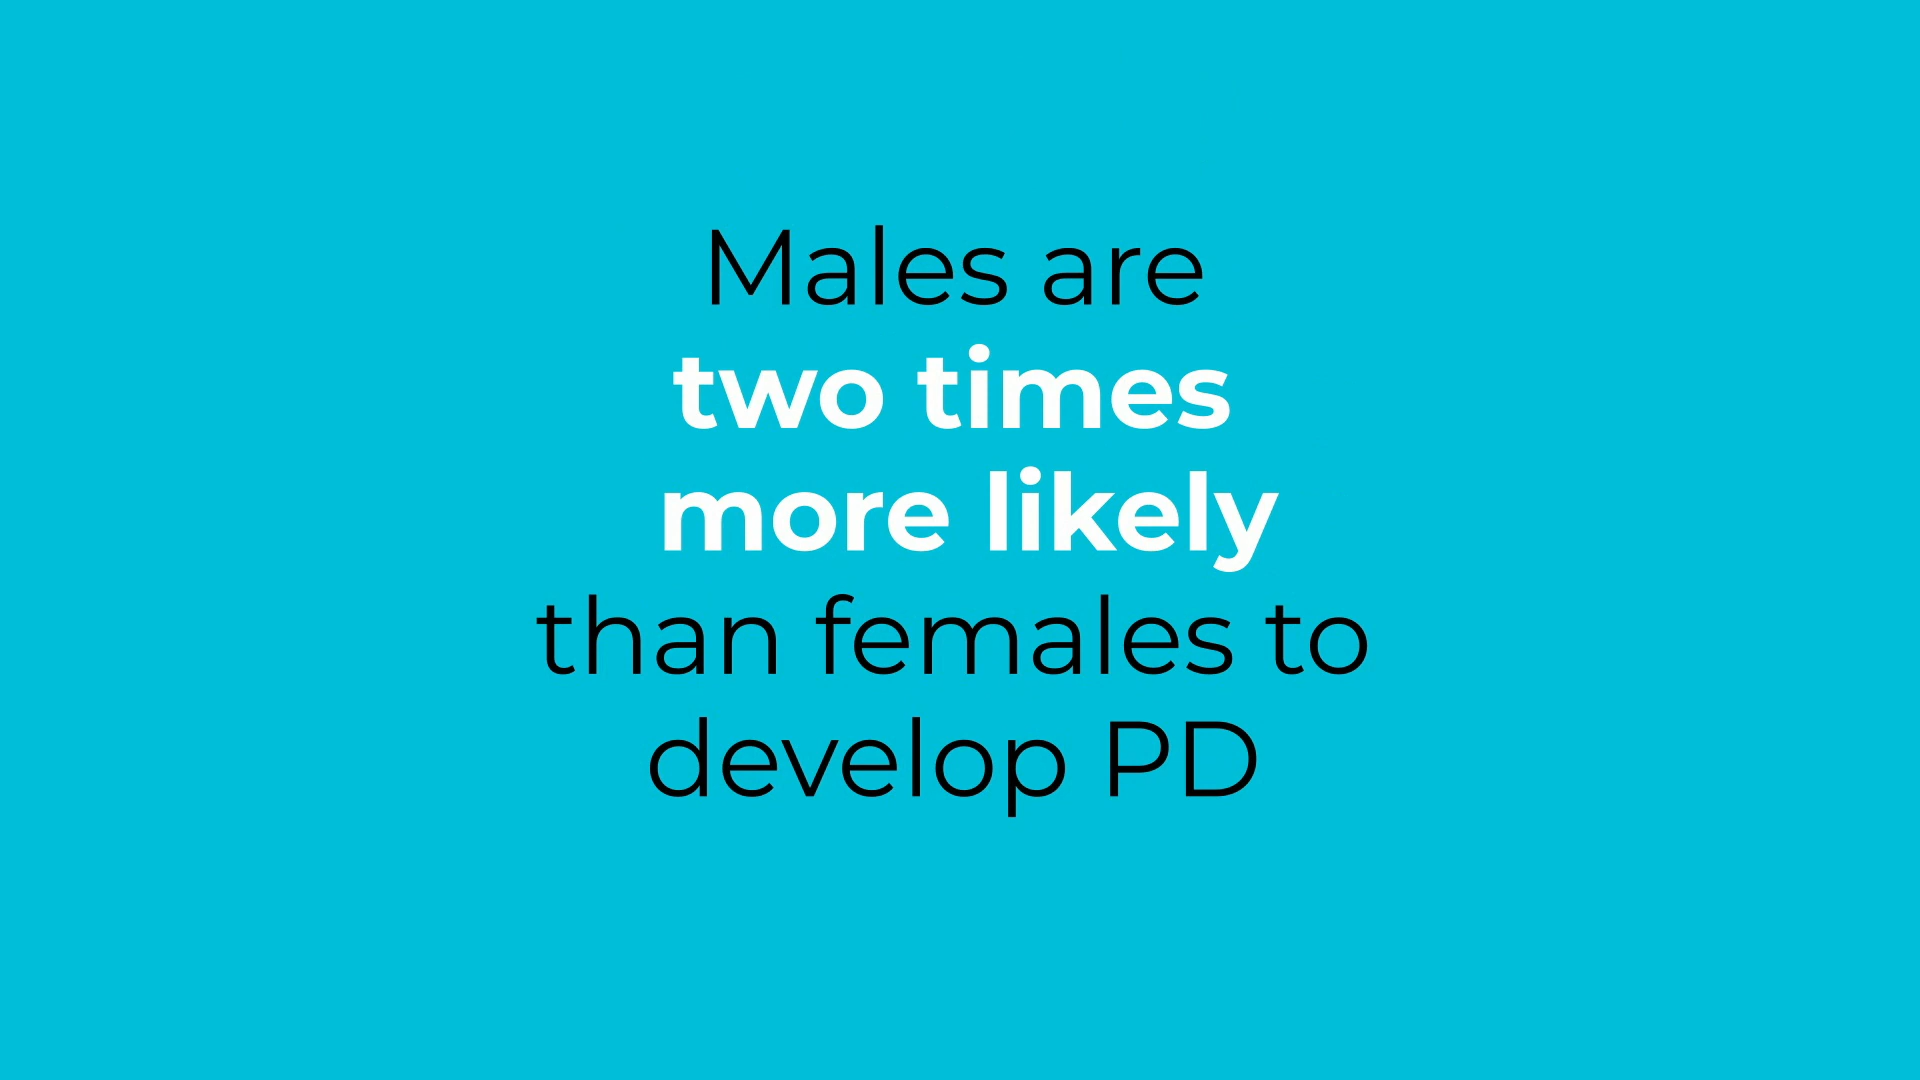 Males are
two times
more likely
than females to
develop PD